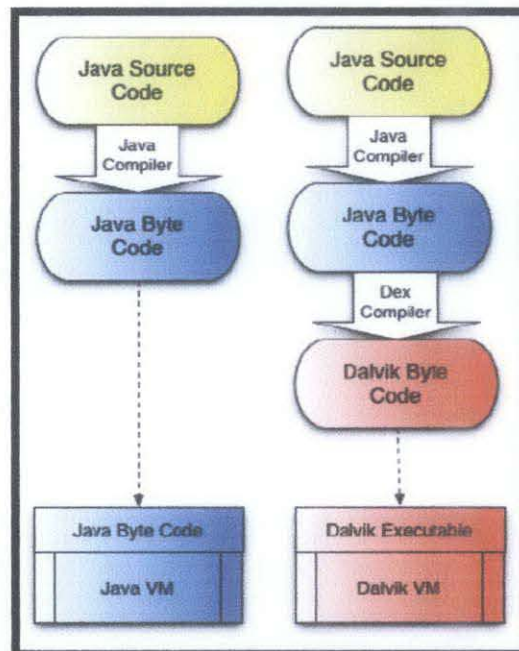 Java Source
Code
Java
Compiler
Java Byte
Code
Java Byte Code
Java VM
Java Source
Code
Java
Compiler
Java Byte
Code
Dex
Compiler
Dalvik Byte
Code
Dalvik Executable
Dalvik VM